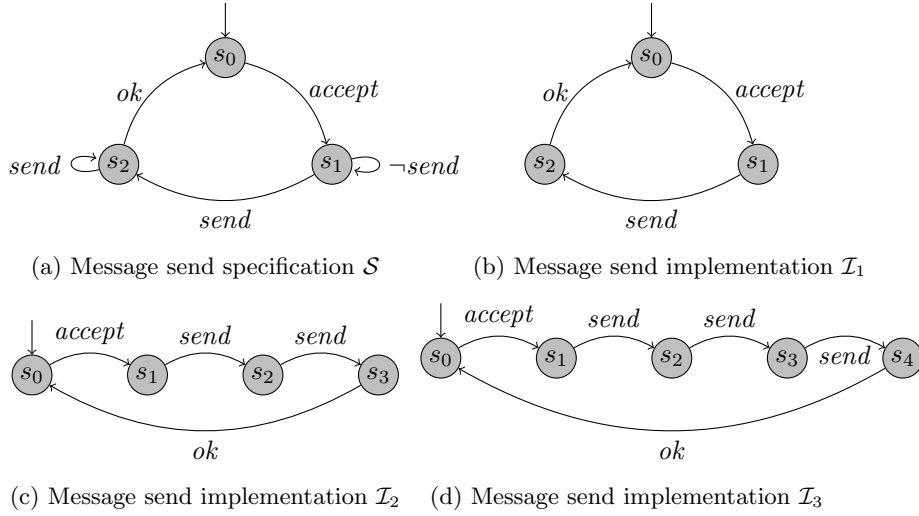 s0
s0
ok
accept
ok
accept
send
s2
s1
¬send
s2
s1
send
send
(a) Message send specification S
(b) Message send implementation I1
accept
send
send
s0
s1
s2
s3
ok
accept
send
send
s0
s1
s2
s3
send
s4
ok
(c) Message send implementation I2
(d) Message send implementation I3